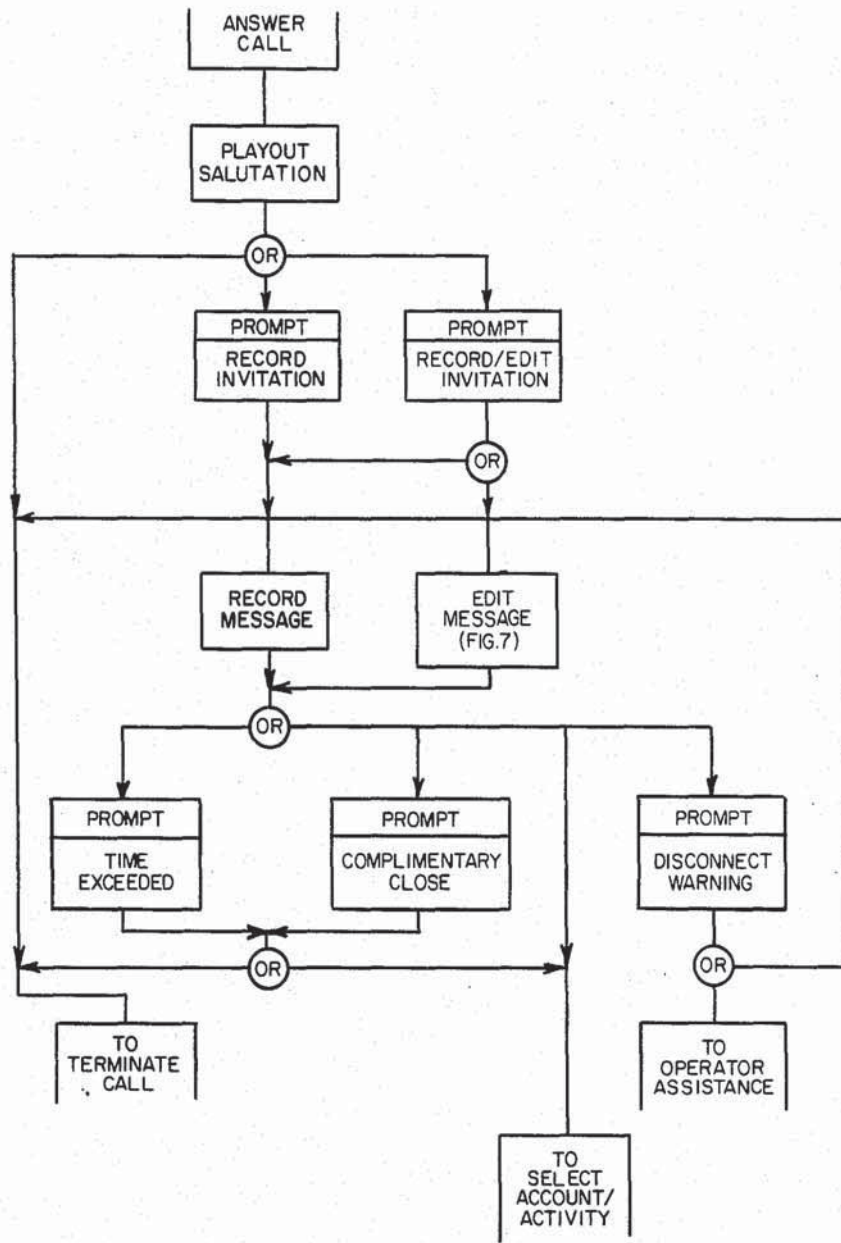 ANSWER
CALL
PLAYOUT
SALUTATION
OR
PROMPT
RECORD
INVITATION
PROMPT
RECORD/EDIT
INVITATION
OR
RECORD
MESSAGE
EDIT
MESSAGE
(FIG.7)
OR
PROMPT
TIME
EXCEEDED
PROMPT
COMPLIMENTARY
CLOSE
PROMPT
DISCONNECT
WARNING
OR
OR
TO
TERMINATE
CALL
TO
OPERATOR
ASSISTANCE
TO
SELECT
ACCOUNT/
ACTIVITY